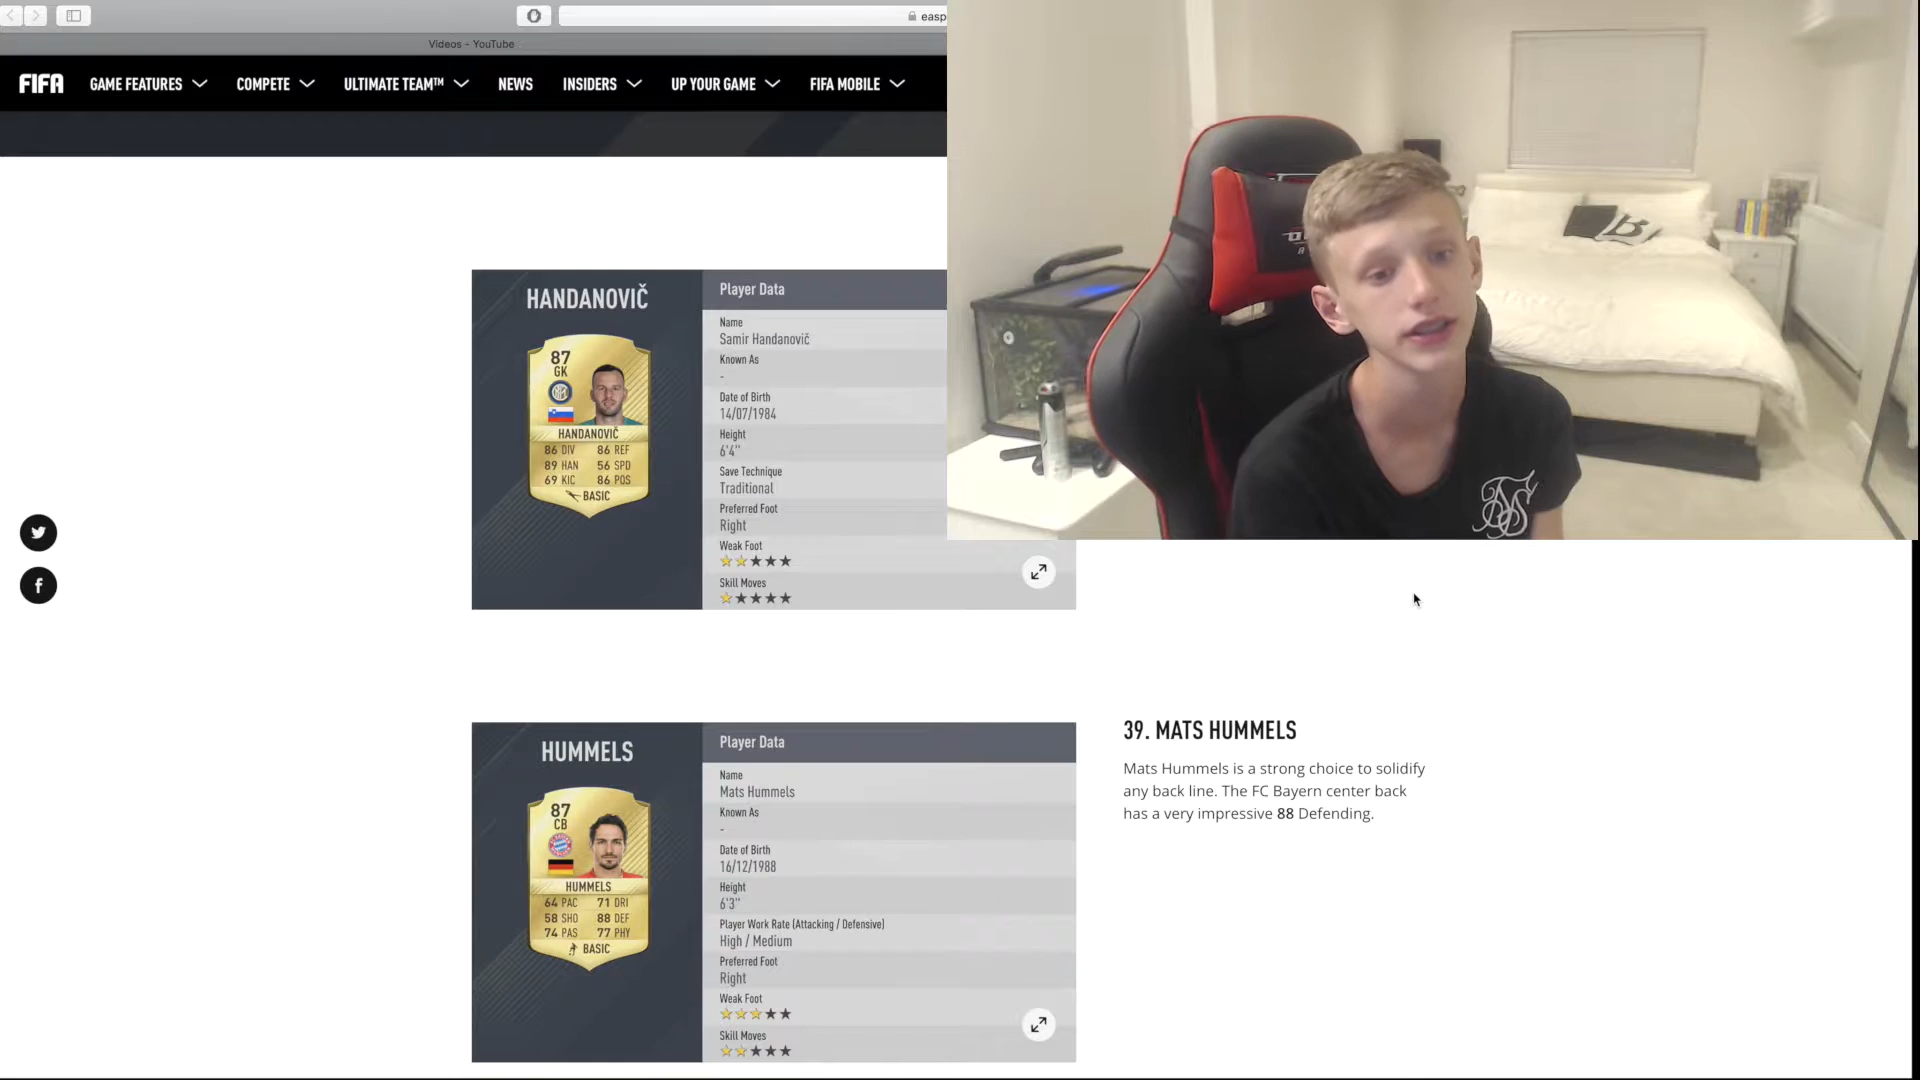 easp
Videos - YouTube
FIFA GAME FEATURES COMPETE ULTIMATE TEAM™ NEWS INSIDERS UP YOUR GAME FIFA MOBILE
HANDANOVIČ
87
GK
HANDANOVIČ
86 DIV 86 REF
89 HAN 56 SPD
69 KIC 86 POS
BASIC
Player Data
Name
Samir Handanovič
Known As
-
Date of Birth
14/07/1984
Height
6'4"
Save Technique
Traditional
Preferred Foot
Right
Weak Foot
Skill Moves
B
HUMMELS
87
CB
HUMMELS
64 PAC 71 DRI
58 SHO 88 DEF
74 PAS 77 PHY
BASIC
Player Data
Name
Mats Hummels
Known As
-
Date of Birth
16/12/1988
Height
6'3"
Player Work Rate (Attacking / Defensive)
High / Medium
Preferred Foot
Right
Weak Foot
Skill Moves
39. MATS HUMMELS
Mats Hummels is a strong choice to solidify
any back line. The FC Bayern center back
has a very impressive 88 Defending.